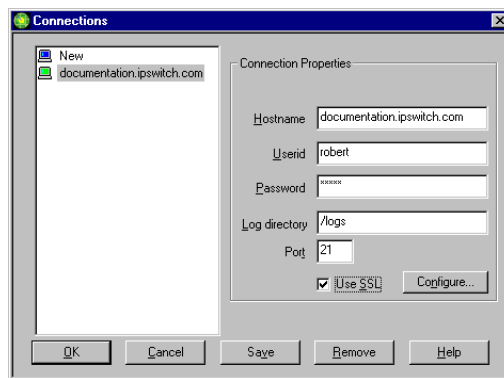 Connections
New
documentation.ipswitch.com
Connection Properties
Hostname documentation.ipswitch.com
Userid robert
Password *****
Log directory /logs
Port 21
Use SSL Configure...
OK Cancel Save Remove Help